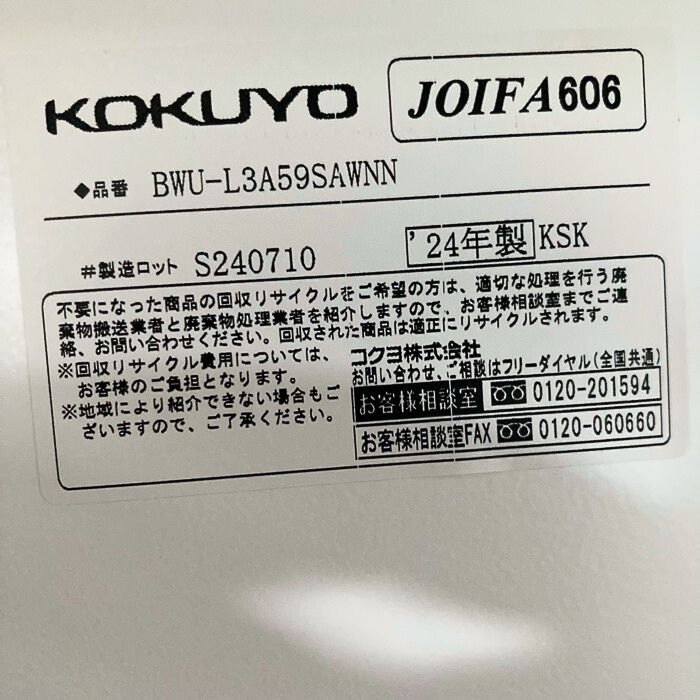 KOKUYO JOIFA606
◆品番 BWU-L3A59SAWNN
#製造ロット S240710 '24年製 KSK
不要になった商品の回収リサイクルをご希望の方は、適切な処理を行う廃
棄物搬送業者と廃棄物処理業者を紹介しますので、お客様相談室までご連
絡、お問い合わせください。回収された商品は適正にリサイクルされます。
※回収リサイクル費用については、
お客様のご負担となります。
※地域により紹介できない場合もご
ざいますので、ご了承ください。
コクヨ株式会社
お問い合わせ、ご相談はフリーダイヤル(全国共通)
お客様相談室 0120-201594
お客様相談室FAX 0120-060660